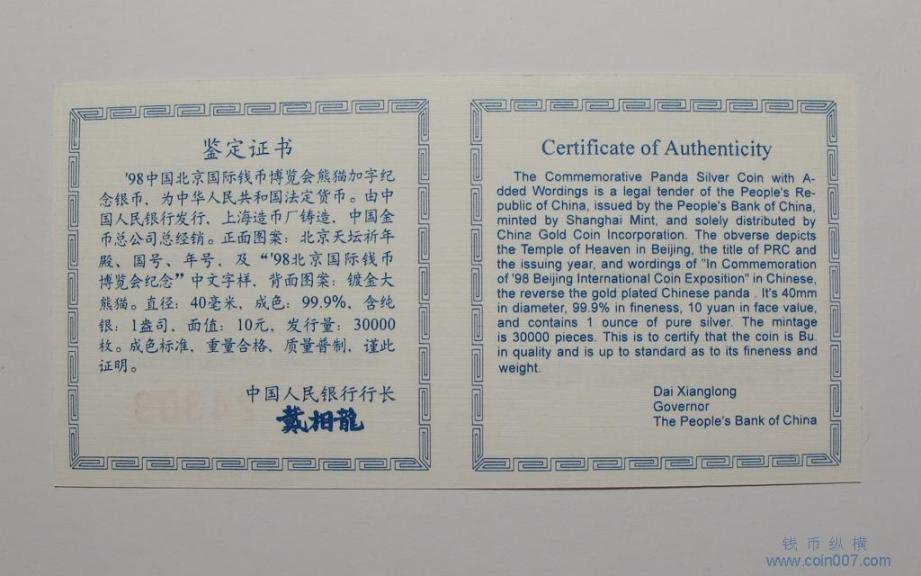 鉴定证书
'98中国北京国际钱币博览会熊猫加字纪
念银币，为中华人民共和国法定货币。由中
国人民银行发行、上海造币厂铸造，中国金
币总公司总经销。正面图案：北京天坛祈年
殿、国号、年号，及“'98北京国际钱币
博览会纪念”中文字样，背面图案：镀金大
熊猫。直径：40毫米，成色：99.9%，含纯
银：1盎司，面值：10元，发行量：30000
枚。成色标准，重量合格、质量普制，谨此
证明。
中国人民银行行长
戴相龍
Certificate of Authenticity
The Commemorative Panda Silver Coin with A-
dded Wordings is a legal tender of the People's Re-
public of China, issued by the People's Bank of China,
minted by Shanghai Mint, and solely distributed by
China Gold Coin Incorporation. The obverse depicts
the Temple of Heaven in Beijing, the title of PRC and
the issuing year, and wordings of "In Commemoration
of '98 Beijing International Coin Exposition" in Chinese,
the reverse the gold plated Chinese panda . It's 40mm
in diameter, 99.9% in fineness, 10 yuan in face value,
and contains 1 ounce of pure silver. The mintage
is 30000 pieces. This is to certify that the coin is Bu.
in quality and is up to standard as to its fineness and
weight.
Dai Xianglong
Governor
The People's Bank of China
钱币纵横
www.coin007.com